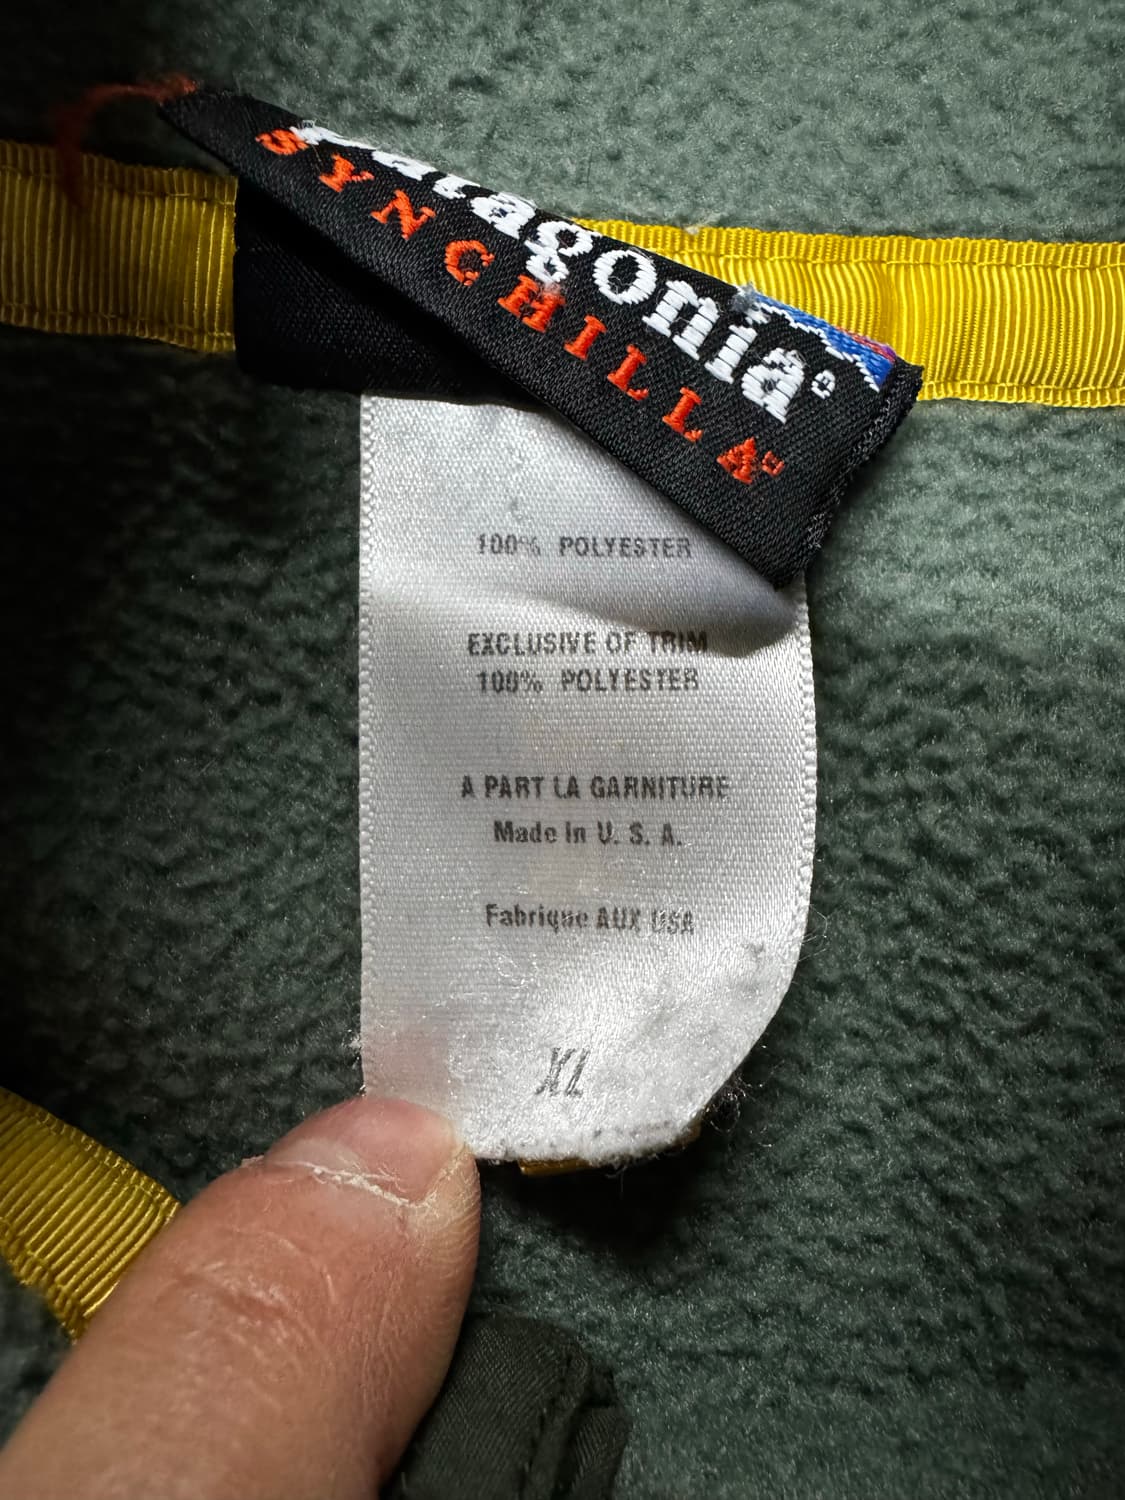 Patagonia®
SYNCHILLA®
100% POLYESTER
EXCLUSIVE OF TRIM
100% POLYESTER
A PART LA GARNITURE
Made in U. S. A.
Fabrique AUX USA
XL